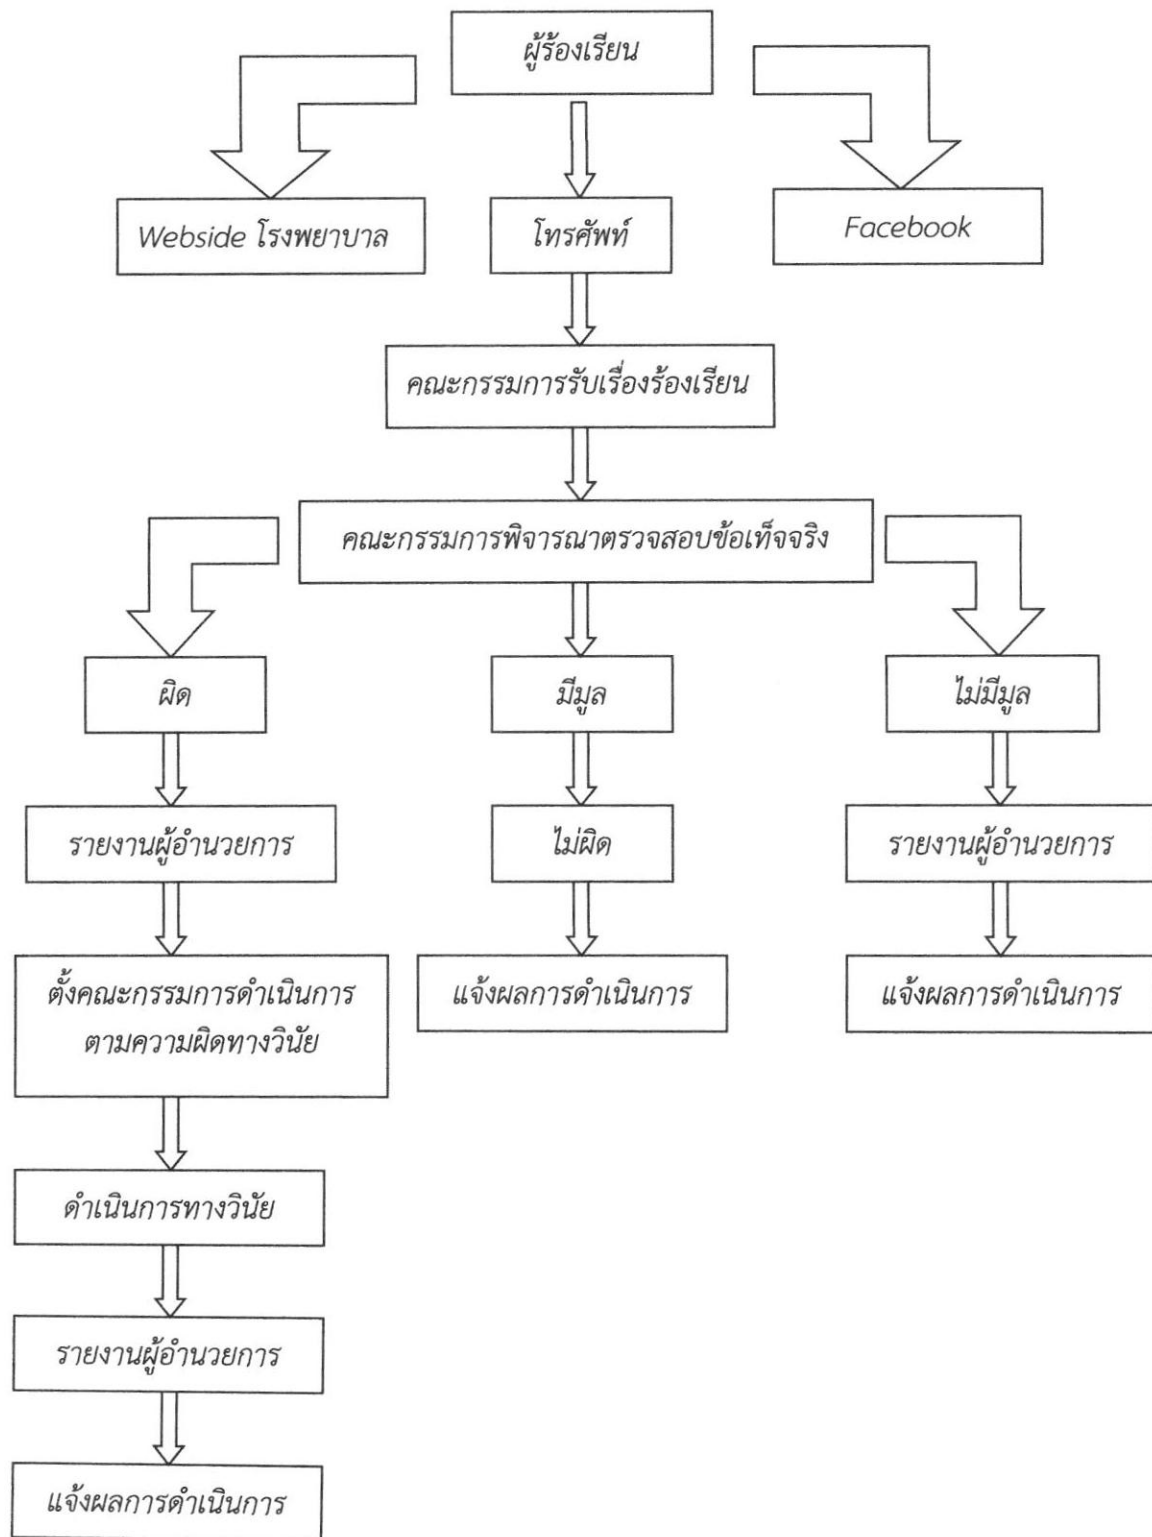 ผู้ร้องเรียน
Webside โรงพยาบาล
โทรศัพท์
Facebook
คณะกรรมการรับเรื่องร้องเรียน
คณะกรรมการพิจารณาตรวจสอบข้อเท็จจริง
ผิด
มีมูล
ไม่มีมูล
รายงานผู้อำนวยการ
ไม่ผิด
รายงานผู้อำนวยการ
ตั้งคณะกรรมการดำเนินการ
ตามความผิดทางวินัย
แจ้งผลการดำเนินการ
แจ้งผลการดำเนินการ
ดำเนินการทางวินัย
รายงานผู้อำนวยการ
แจ้งผลการดำเนินการ